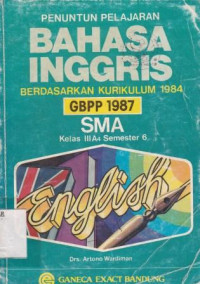 PENUNTUN PELAJARAN
BAHASA
INGGRIS
BERDASARKAN KURIKULUM 1984
GBPP 1987
SMA
Kelas III A4 Semester 6
English
Drs. Artono Wardiman
GANECA EXACT BANDUNG